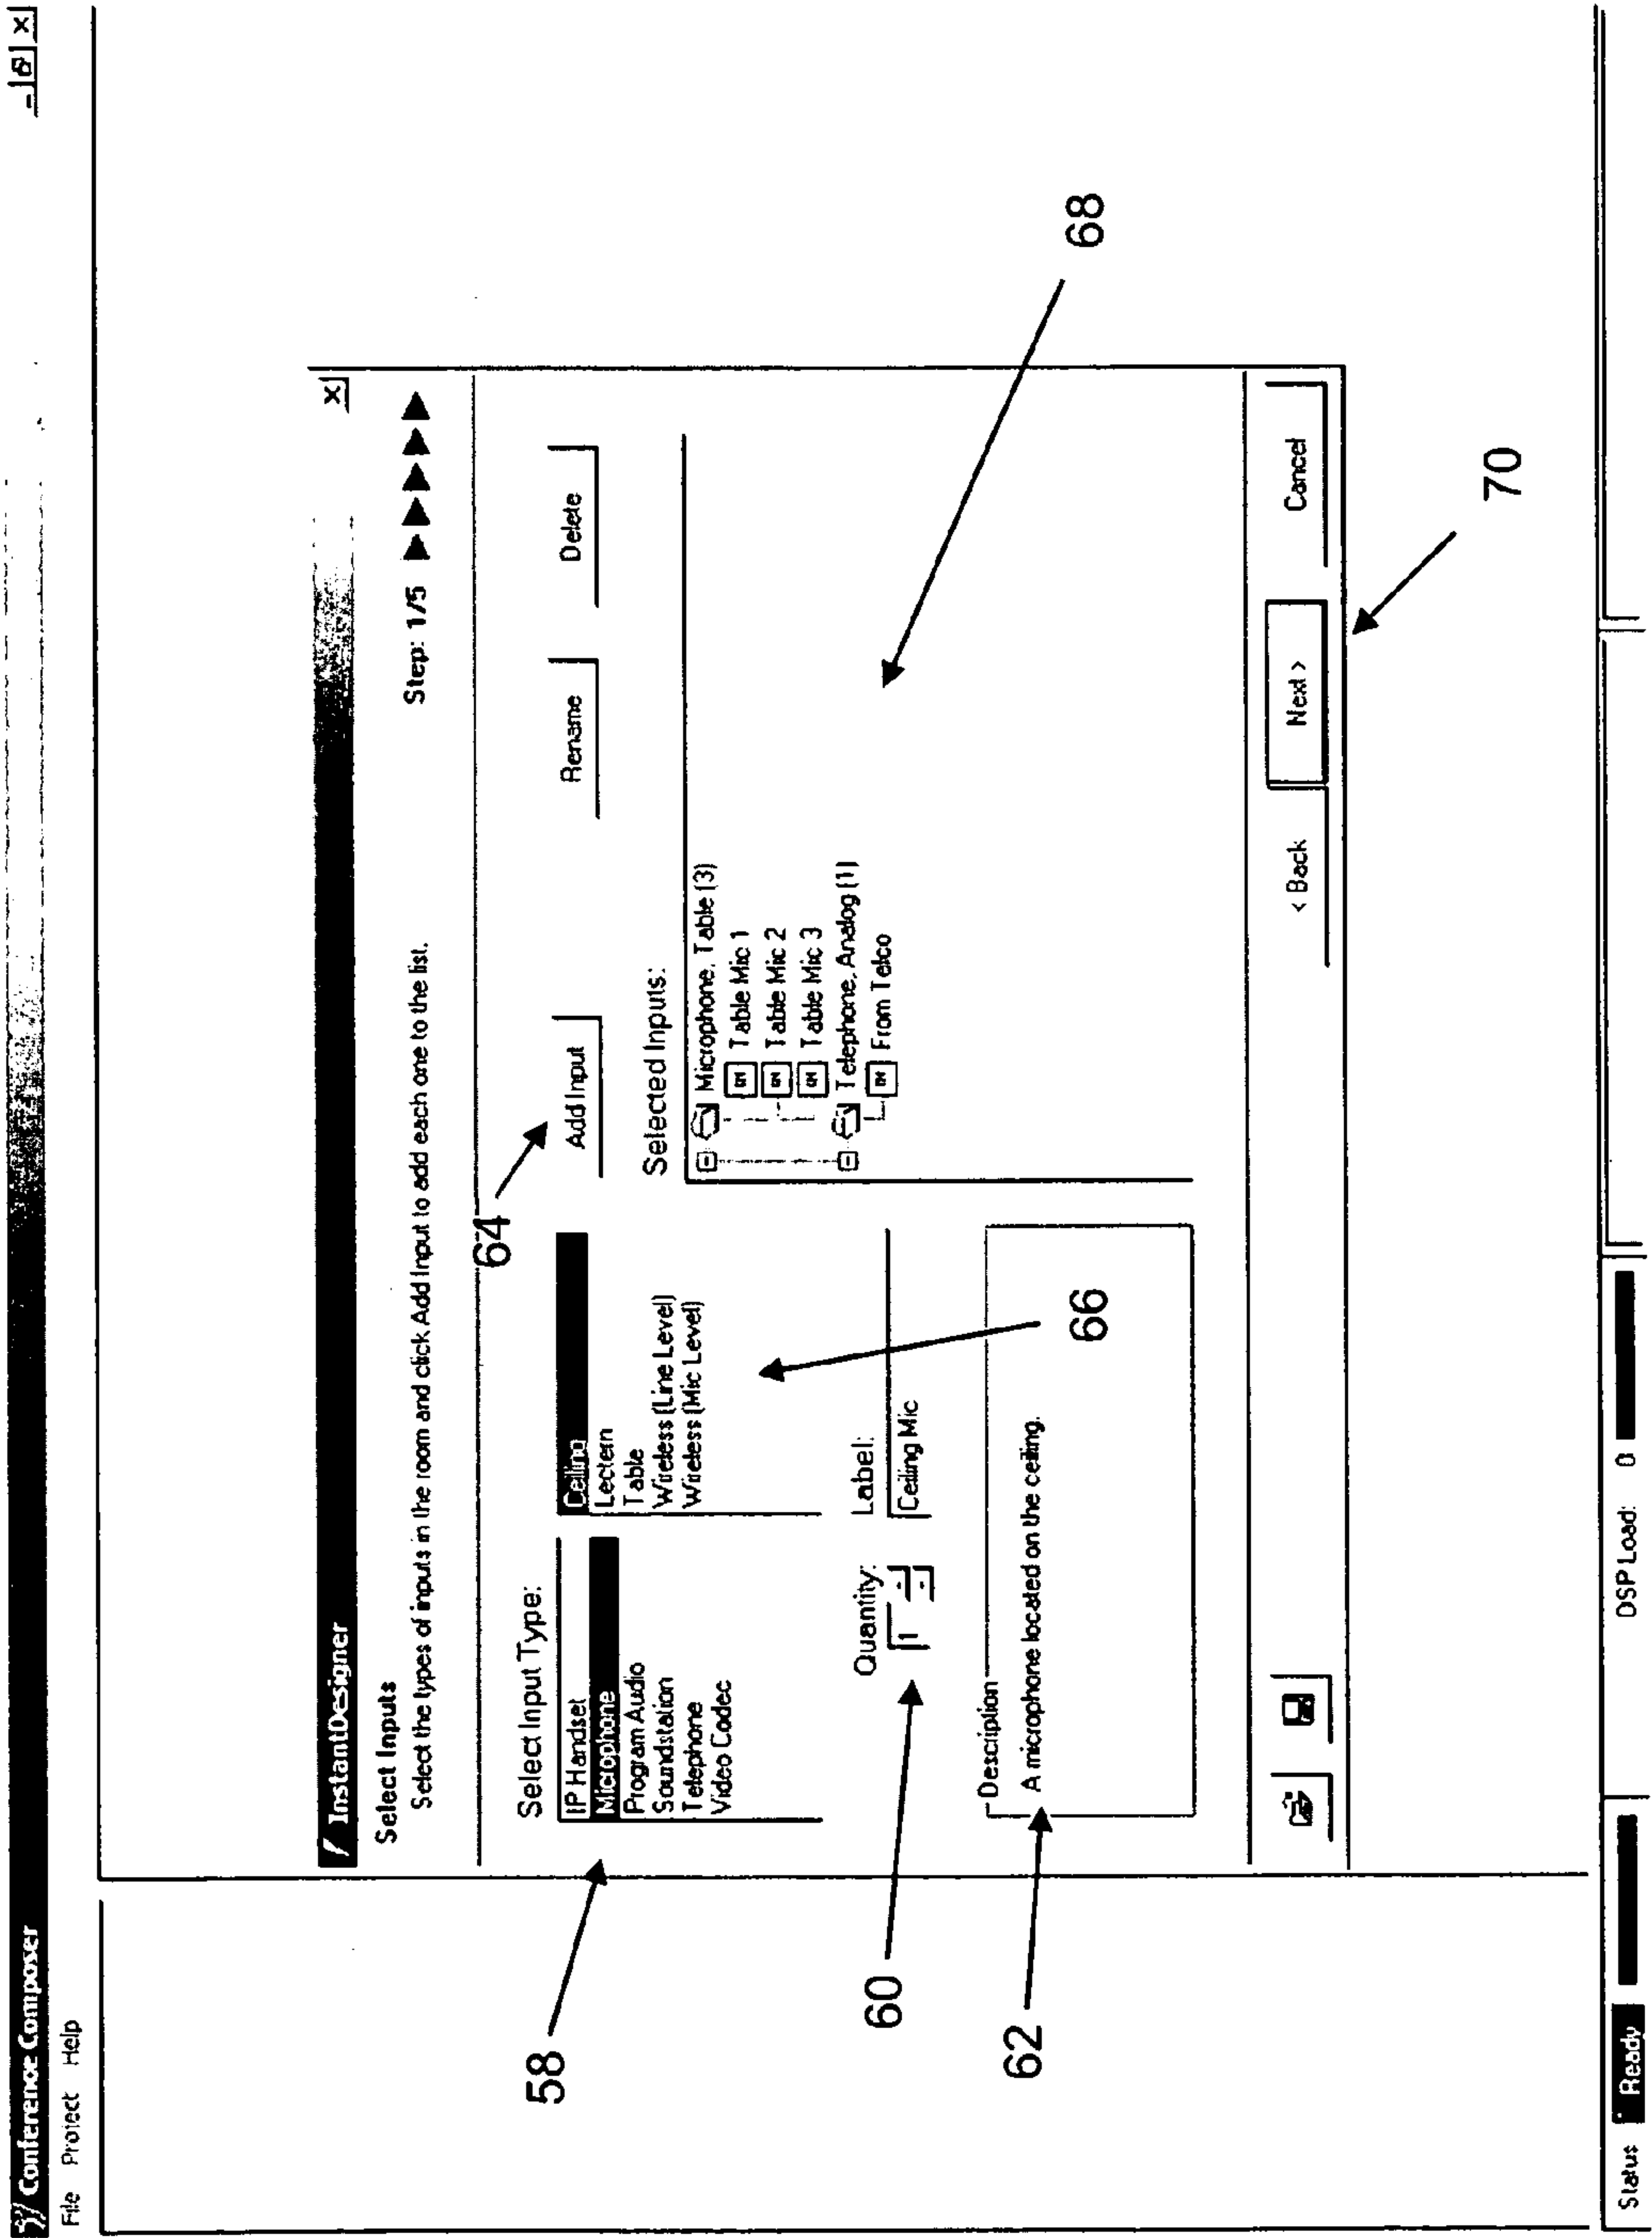 Conference Composer
File Project Help
InstantDesigner
Select Inputs
Select the types of inputs in the room and click Add Input to add each one to the list.
Step: 1/5
Select Input Type:
IP Handset
Microphone
Program Audio
Soundstation
Telephone
Video Codec
Ceiling
Lectern
Table
Wireless (Line Level)
Wireless (Mic Level)
Add Input
Rename
Delete
Quantity:
1
Label:
Ceiling Mic
Selected Inputs:
Microphone, Table (3)
Table Mic 1
Table Mic 2
Table Mic 3
Telephone, Analog (1)
From Telco
Description
A microphone located on the ceiling.
< Back
Next >
Cancel
Status
Ready
DSP Load: 0
58
60
62
64
66
68
70